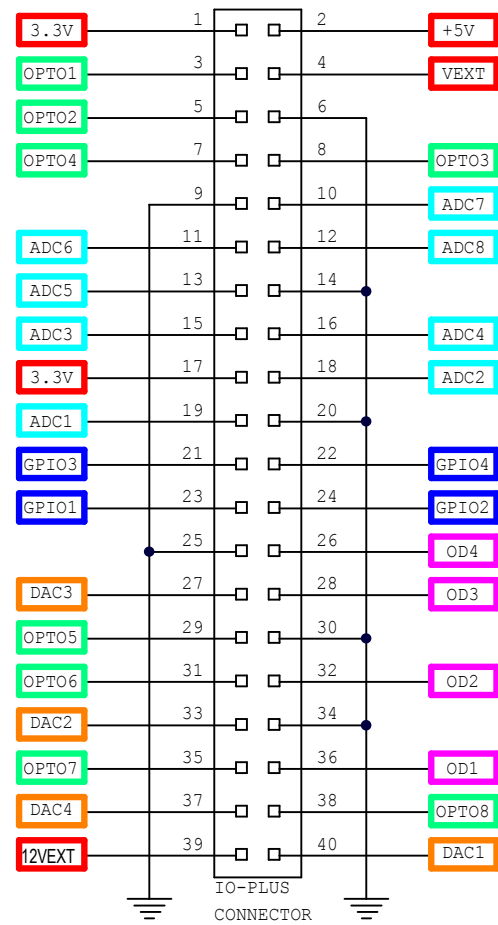 3.3V 1 2 +5V
OPTO1 3 4 VEXT
OPTO2 5 6
OPTO4 7 8 OPTO3
9 10 ADC7
ADC6 11 12 ADC8
ADC5 13 14
ADC3 15 16 ADC4
3.3V 17 18 ADC2
ADC1 19 20
GPIO3 21 22 GPIO4
GPIO1 23 24 GPIO2
25 26 OD4
DAC3 27 28 OD3
OPTO5 29 30
OPTO6 31 32 OD2
DAC2 33 34
OPTO7 35 36 OD1
DAC4 37 38 OPTO8
12VEXT 39 40 DAC1
IO-PLUS
CONNECTOR